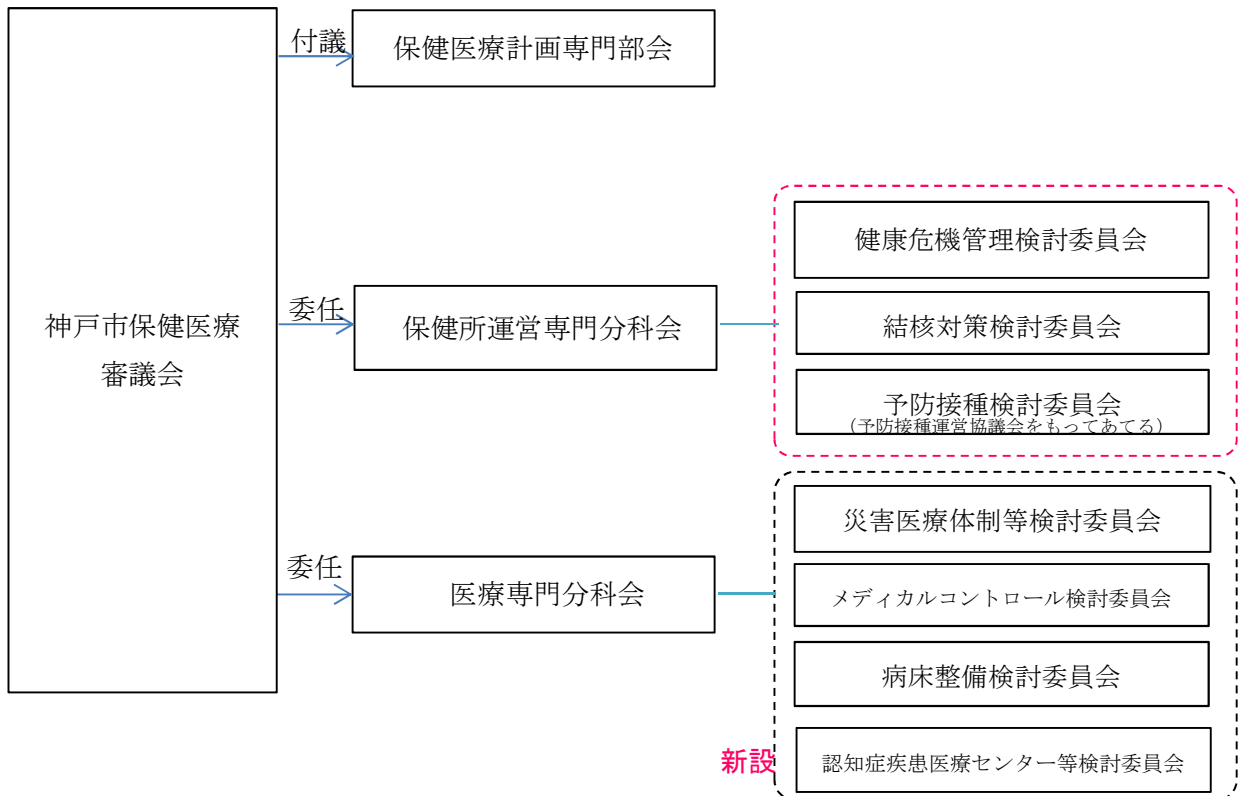 神戸市保健医療
審議会
付議
保健医療計画専門部会
委任
保健所運営専門分科会
健康危機管理検討委員会
結核対策検討委員会
予防接種検討委員会
（予防接種運営協議会をもってあてる）
委任
医療専門分科会
災害医療体制等検討委員会
メディカルコントロール検討委員会
病床整備検討委員会
新設
認知症疾患医療センター等検討委員会